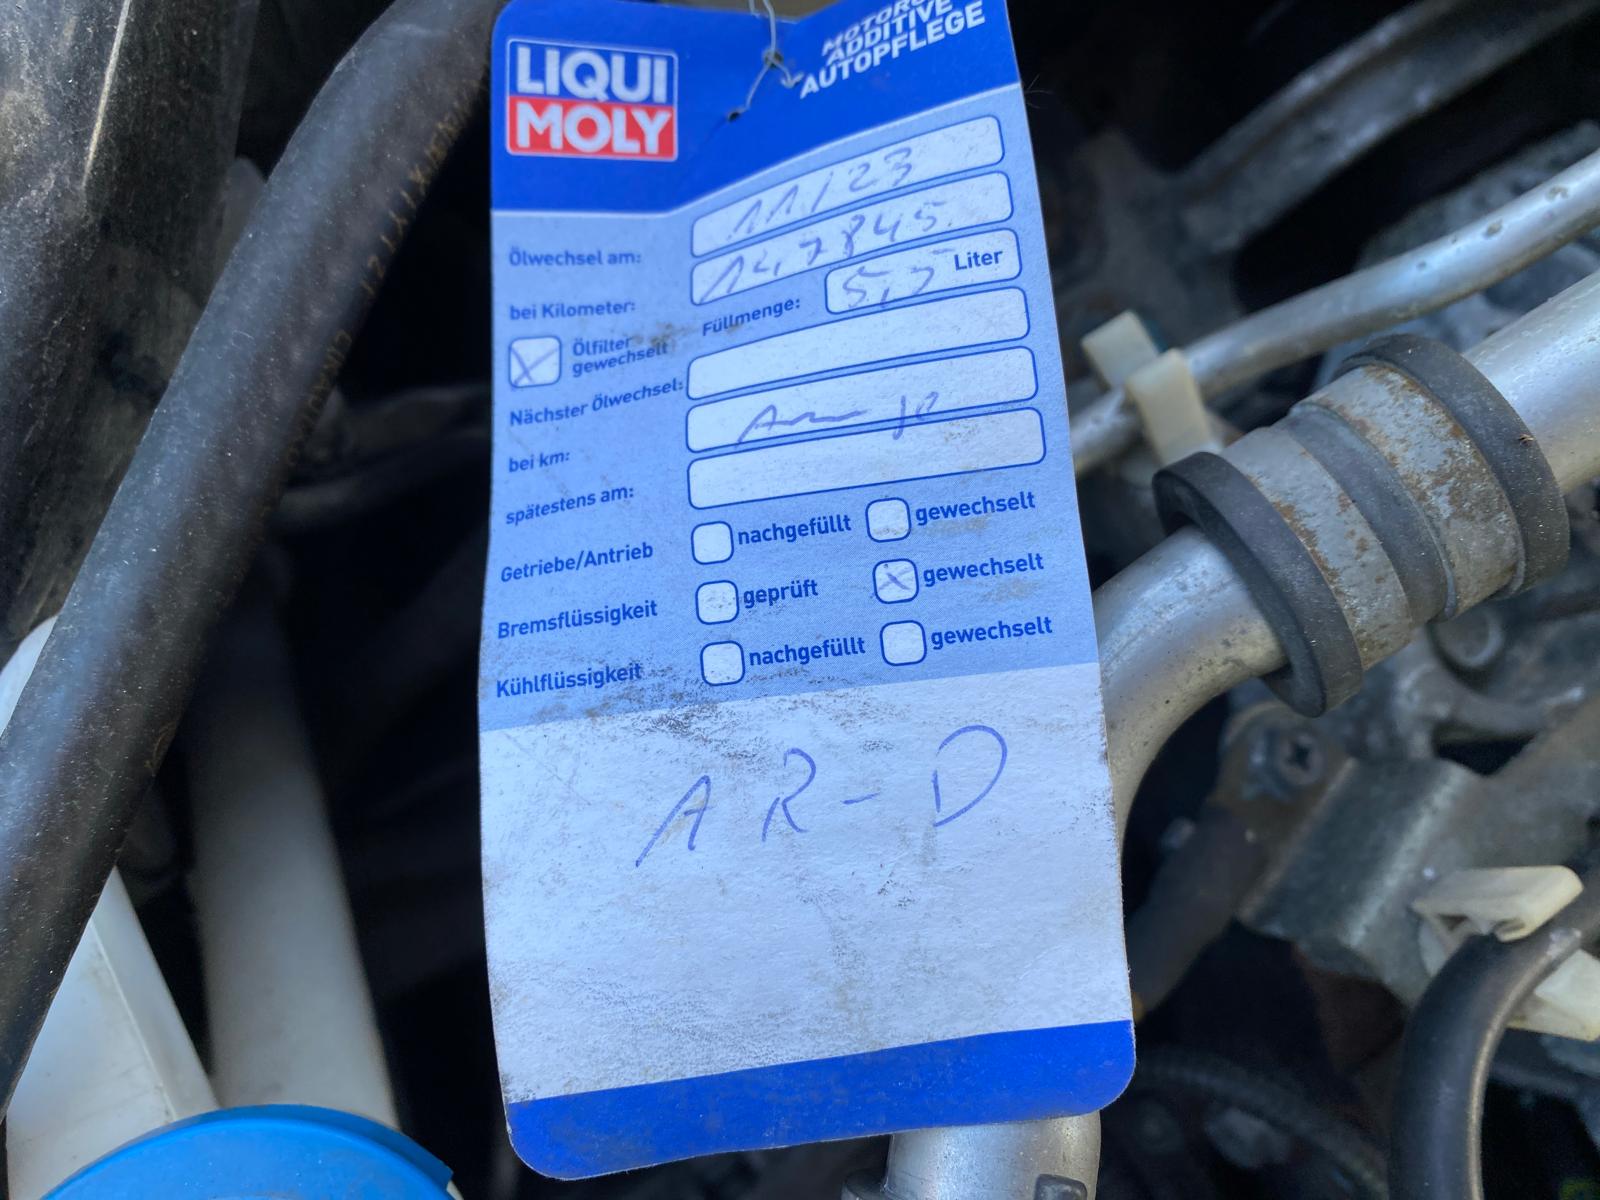 LIQUI
MOLY
MOTORÖ
ADDITIVE
AUTOPFLEGE
Ölwechsel am: 11/23
bei Kilometer:
Füllmenge: Liter
Ölfilter
gewechselt
Nächster Ölwechsel:
bei km:
spätestens am:
Getriebe/Antrieb nachgefüllt gewechselt
Bremsflüssigkeit geprüft gewechselt
Kühlflüssigkeit nachgefüllt gewechselt
AR-D